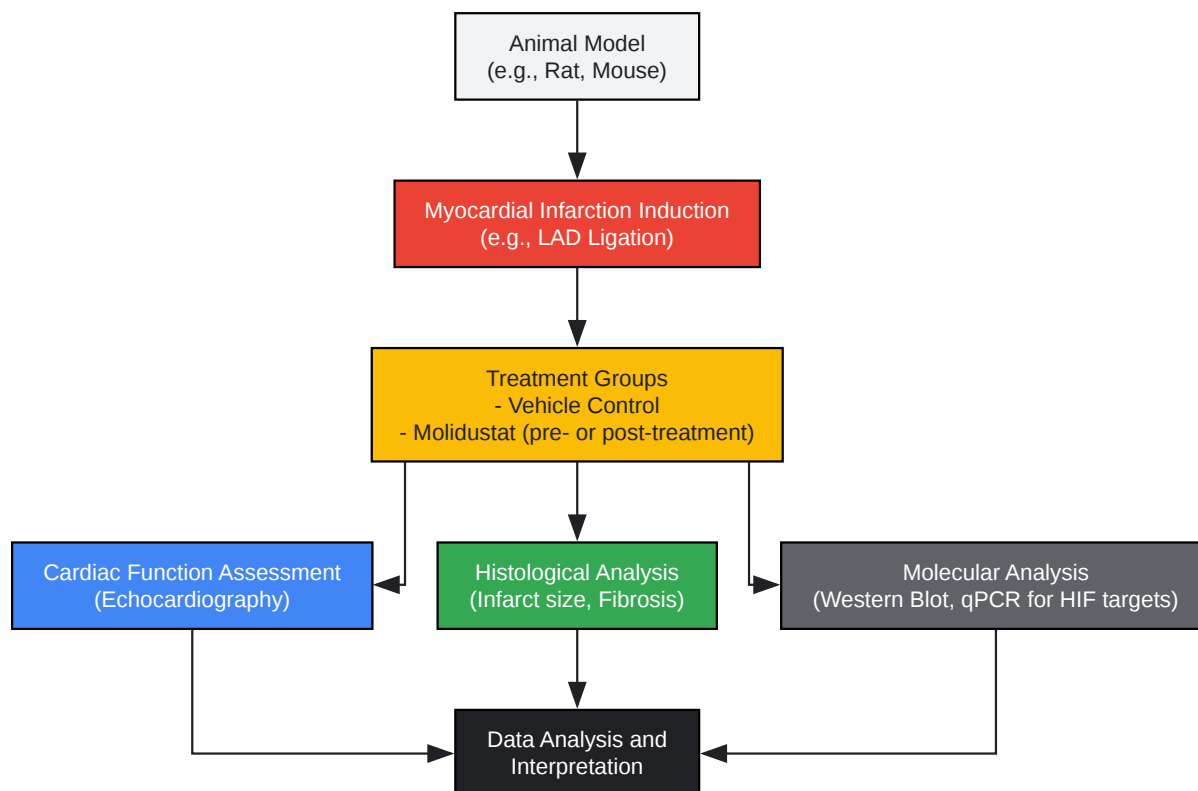 Animal Model
(e.g., Rat, Mouse)
Myocardial Infarction Induction
(e.g., LAD Ligation)
Treatment Groups
- Vehicle Control
- Molidustat (pre- or post-treatment)
Cardiac Function Assessment
(Echocardiography)
Histological Analysis
(Infarct size, Fibrosis)
Molecular Analysis
(Western Blot, qPCR for HIF targets)
Data Analysis and
Interpretation